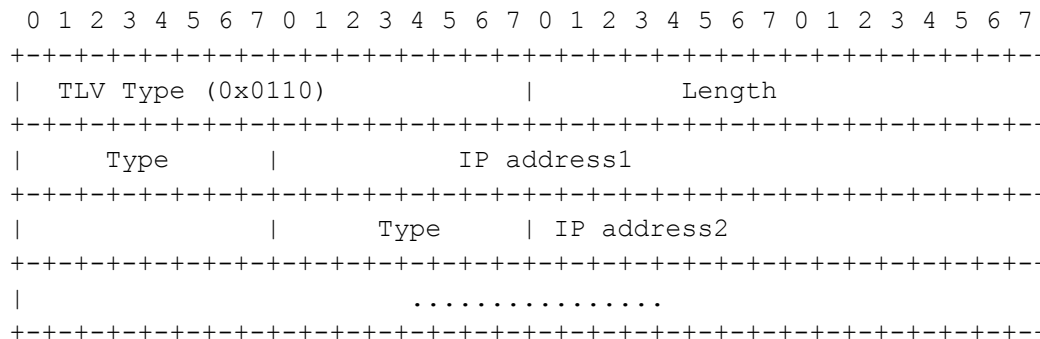 0 1 2 3 4 5 6 7 0 1 2 3 4 5 6 7 0 1 2 3 4 5 6 7 0 1 2 3 4 5 6 7
+-+-+-+-+-+-+-+-+-+-+-+-+-+-+-+-+-+-+-+-+-+-+-+-+-+-+-+-+-+-+-+--
| TLV Type (0x0110) | Length
+-+-+-+-+-+-+-+-+-+-+-+-+-+-+-+-+-+-+-+-+-+-+-+-+-+-+-+-+-+-+-+--
| Type | IP address1
+-+-+-+-+-+-+-+-+-+-+-+-+-+-+-+-+-+-+-+-+-+-+-+-+-+-+-+-+-+-+-+--
| | Type | IP address2
+-+-+-+-+-+-+-+-+-+-+-+-+-+-+-+-+-+-+-+-+-+-+-+-+-+-+-+-+-+-+-+--
| ................
+-+-+-+-+-+-+-+-+-+-+-+-+-+-+-+-+-+-+-+-+-+-+-+-+-+-+-+-+-+-+-+--